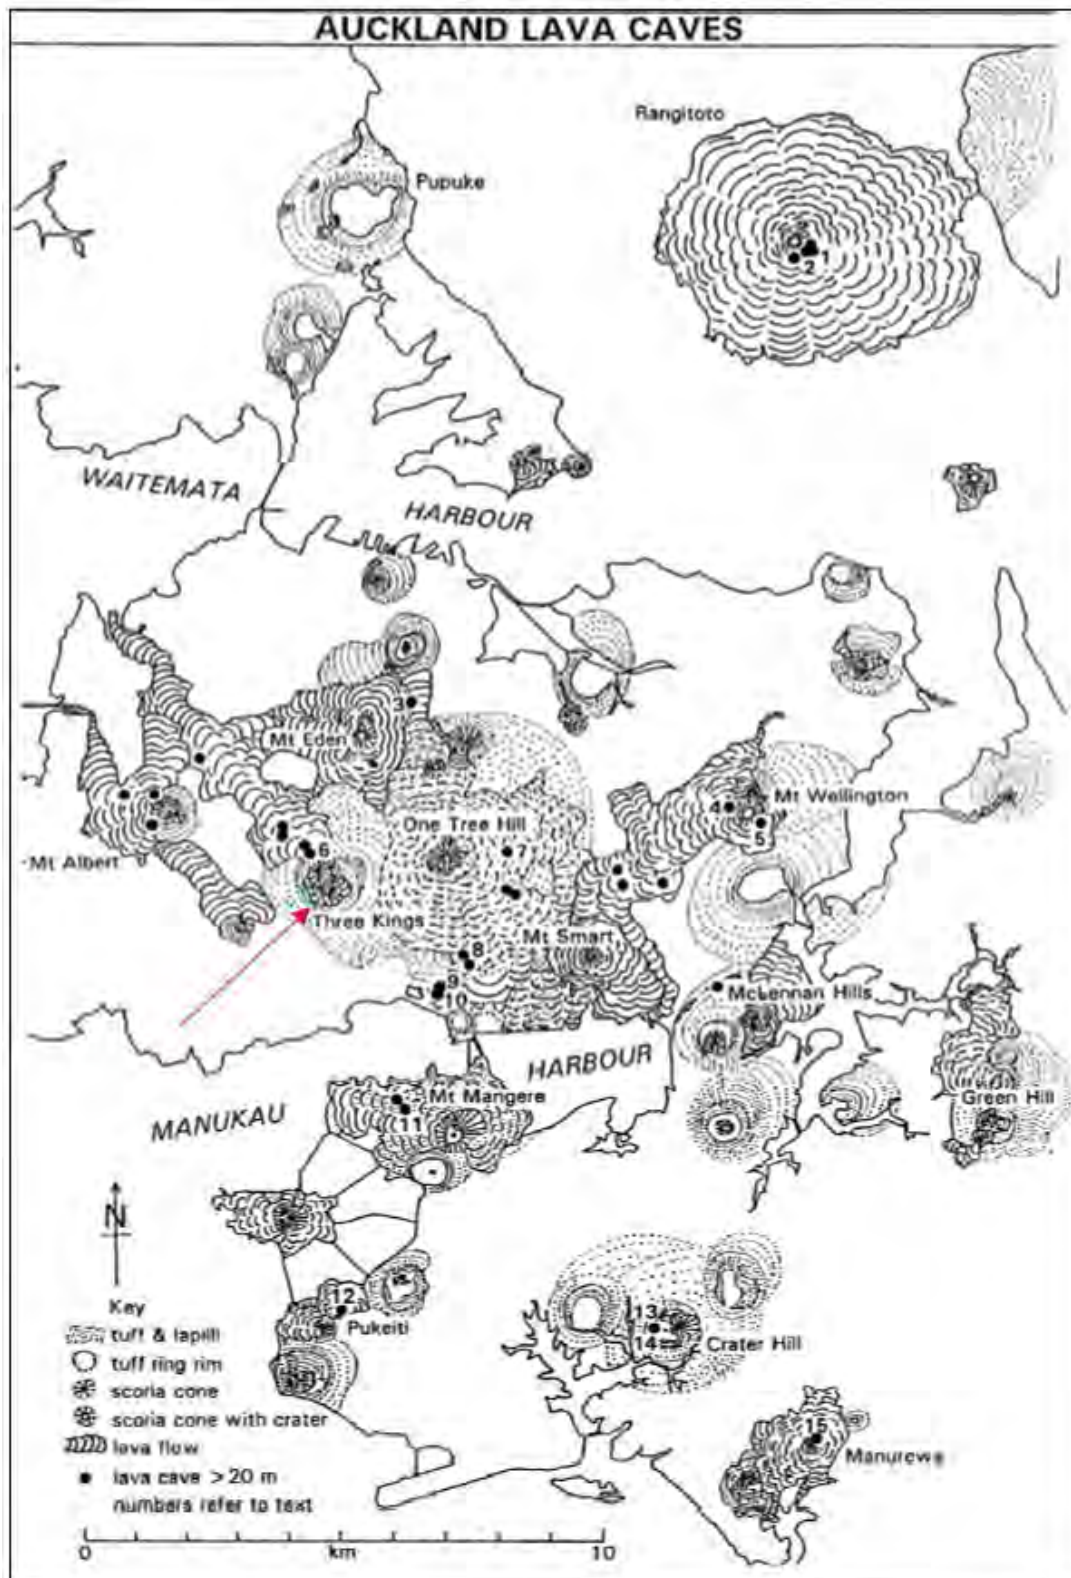 AUCKLAND LAVA CAVES
Rangitoto
Pupuke
1
2
WAITEMATA
HARBOUR
3
Mt Eden
4
Mt Wellington
5
One Tree Hill
6
7
Mt Albert
Three Kings
Mt Smart
8
9
10
McLennan Hills
HARBOUR
MANUKAU
Mt Mangere
11
Green Hill
N
12
Pukeiti
13
14
Crater Hill
15
Manurewa
Key
tuff & lapilli
tuff ring rim
scoria cone
scoria cone with crater
lava flow
lava cave > 20 m
numbers refer to text
0 km 10